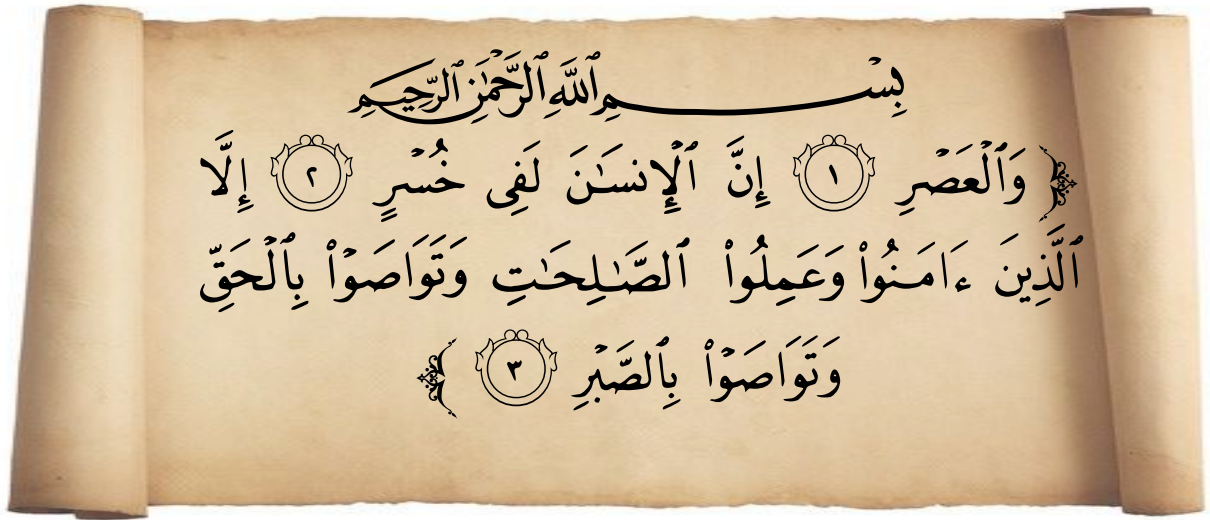 بِسْمِ ٱللَّهِ ٱلرَّحْمَٰنِ ٱلرَّحِيمِ
﴿ وَٱلْعَصْرِ ١ إِنَّ ٱلْإِنسَـٰنَ لَفِى خُسْرٍ ٢ إِلَّا
ٱلَّذِينَ ءَامَنُوا۟ وَعَمِلُوا۟ ٱلصَّـٰلِحَـٰتِ وَتَوَاصَوْا۟ بِٱلْحَقِّ
وَتَوَاصَوْا۟ بِٱلصَّبْرِ ٣ ﴾